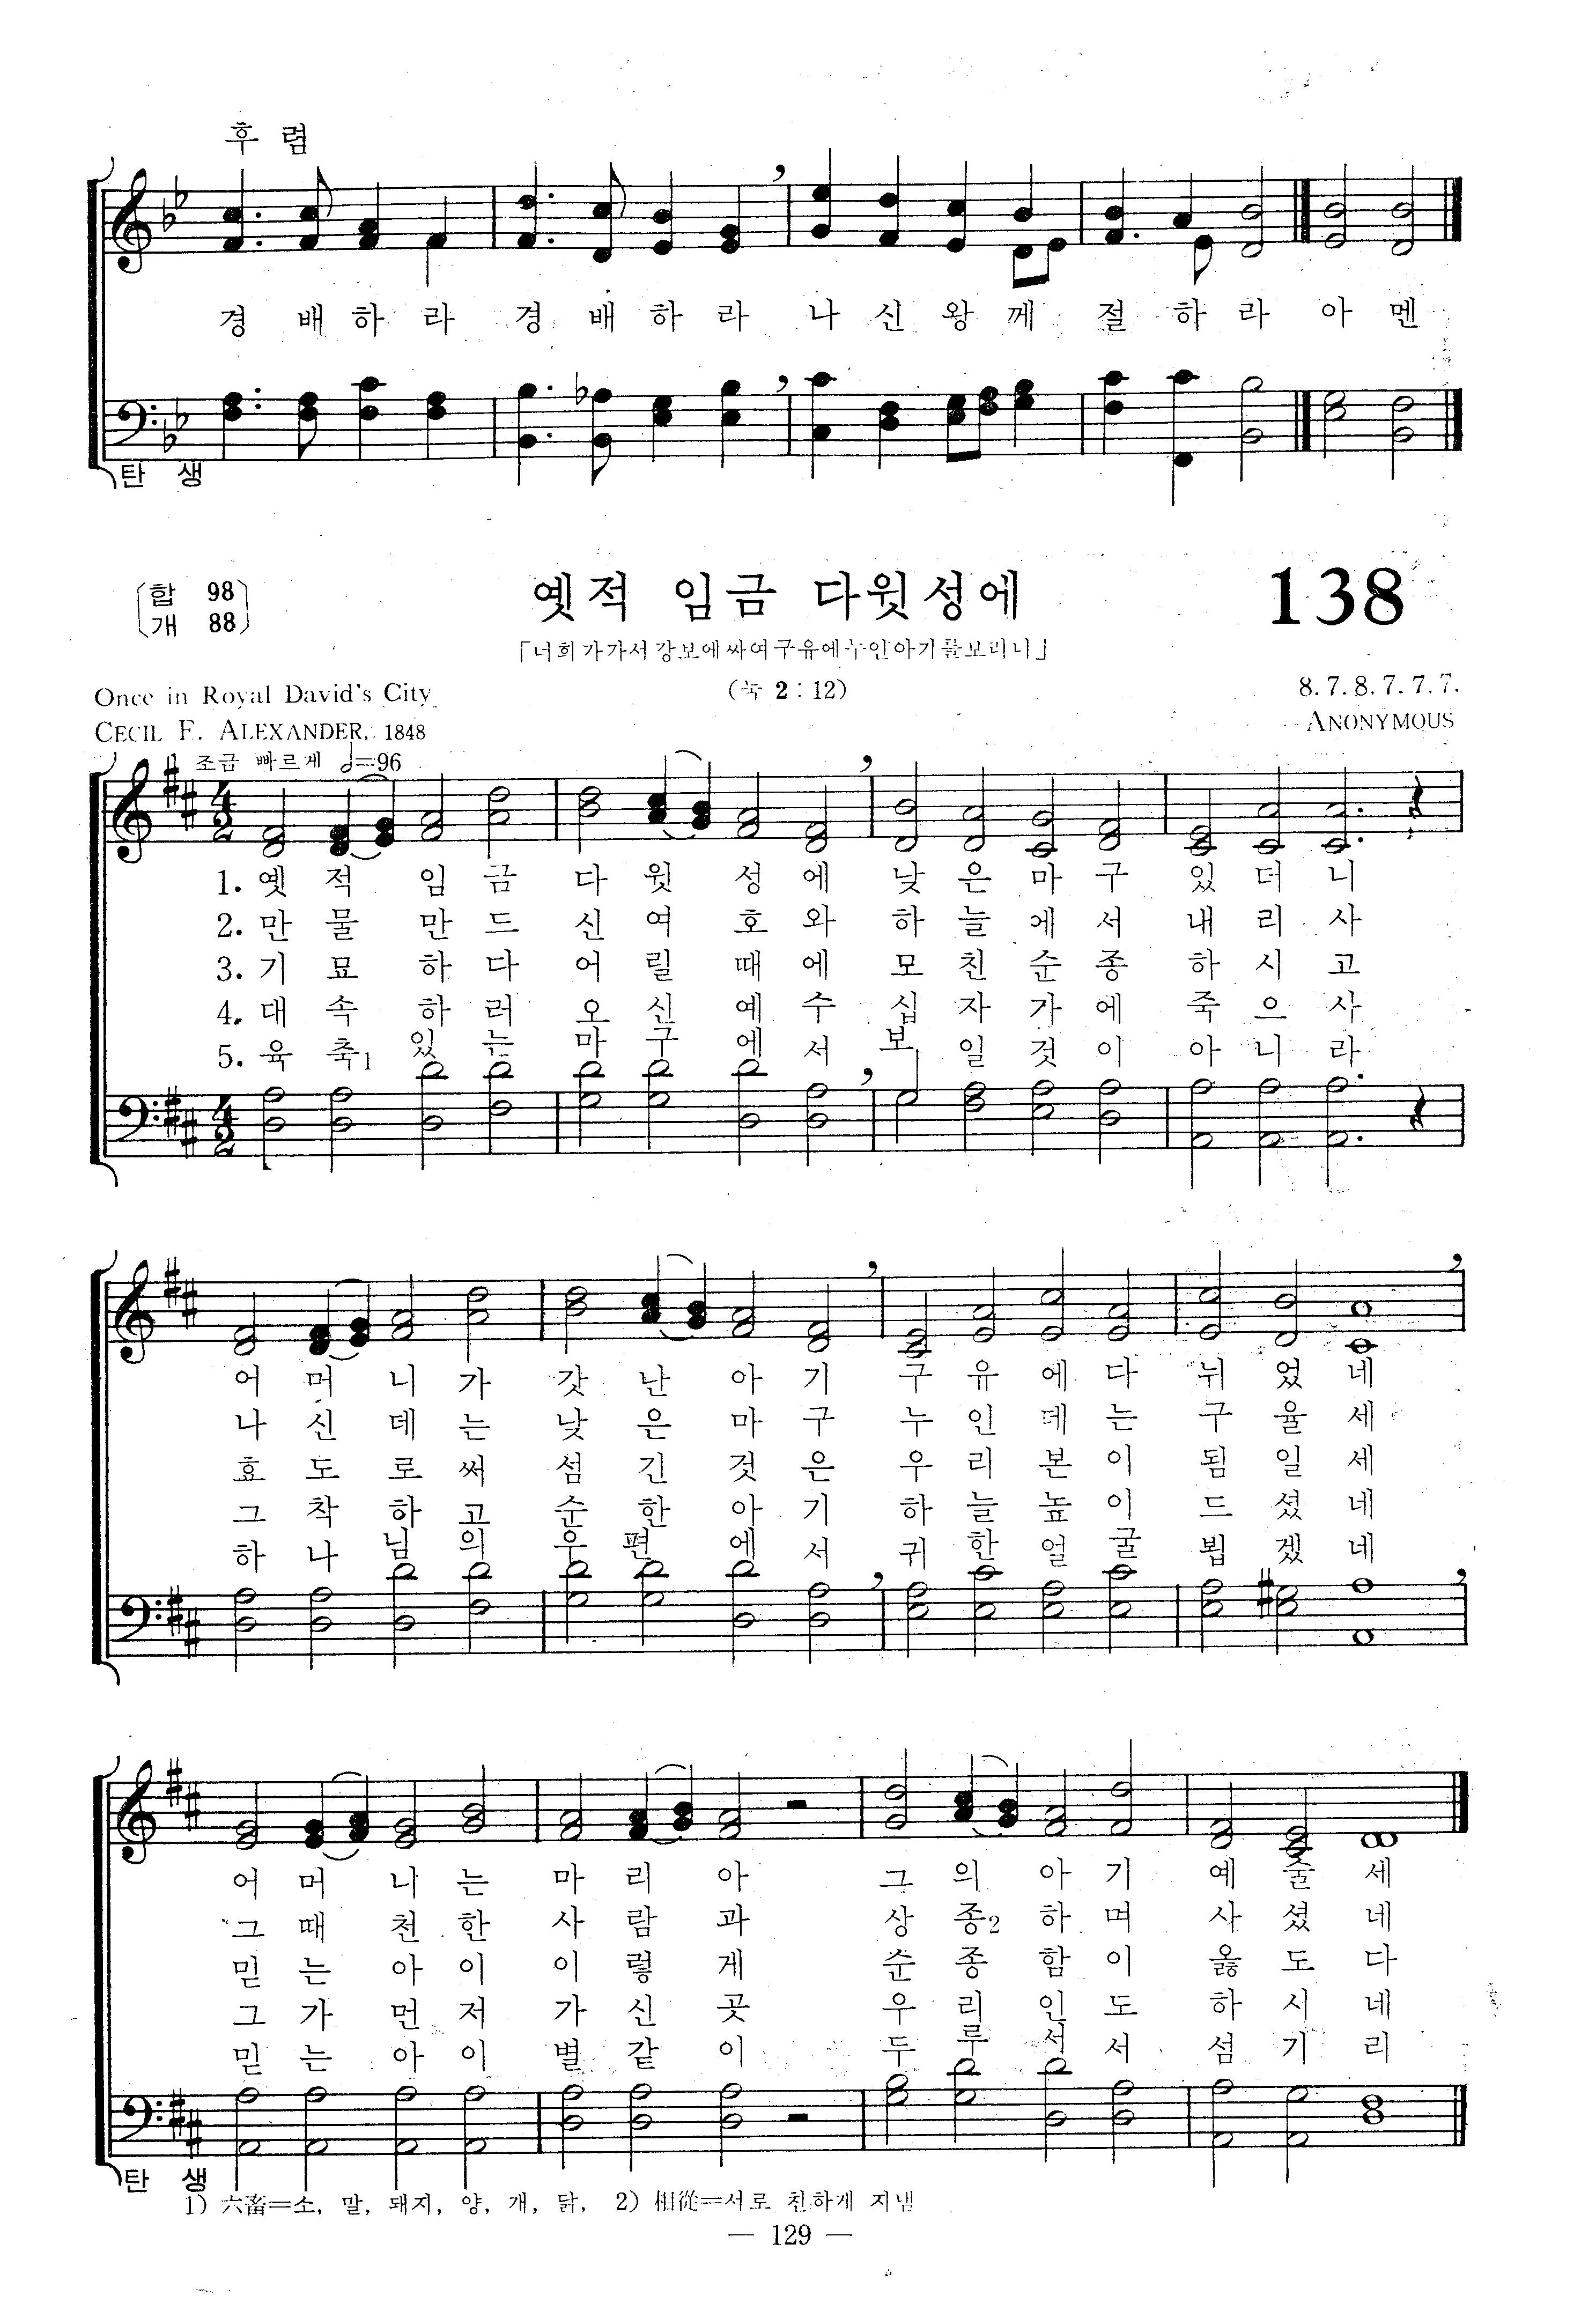 후 렴
경 배 하 라 경 배 하 라 나 신 왕 께 절 하 라 아 멘
탄 생
합 98
개 88
옛적 임금 다윗성에
138
「너희가가서강보에싸여구유에누인아기를보리니」
(눅 2 : 12)
Once in Royal David's City
8. 7. 8. 7. 7. 7.
CECIL F. ALEXANDER, 1848
ANONYMOUS
조금 빠르게 =96
1. 옛 적 임 금 다 윗 성 에 낮 은 마 구 있 더 니
2. 만 물 만 드 신 여 호 와 하 늘 에 서 내 리 사
3. 기 묘 하 다 어 릴 때 에 모 친 순 종 하 시 고
4. 대 속 하 러 오 신 예 수 십 자 가 에 죽 으 사
5. 육 축1 있 는 마 구 에 서 보 일 것 이 아 니 라
어 머 니 가 갓 난 아 기 구 유 에 다 뉘 었 네
나 신 데 는 낮 은 마 구 누 인 데 는 구 율 세
효 도 로 써 섬 긴 것 은 우 리 본 이 됨 일 세
그 착 하 고 순 한 아 기 하 늘 높 이 드 셨 네
하 나 님 의 우 편 에 서 귀 한 얼 굴 뵙 겠 네
어 머 니 는 마 리 아 그 의 아 기 예 술 세
그 때 천 한 사 람 과 상 종2 하 며 사 셨 네
믿 는 아 이 이 렇 게 순 종 함 이 옳 도 다
그 가 먼 저 가 신 곳 우 리 인 도 하 시 네
믿 는 아 이 별 같 이 두 루 서 서 섬 기 리
탄 생
1) 六畜=소, 말, 돼지, 양, 개, 닭, 2) 相從=서로 친하게 지냄
— 129 —